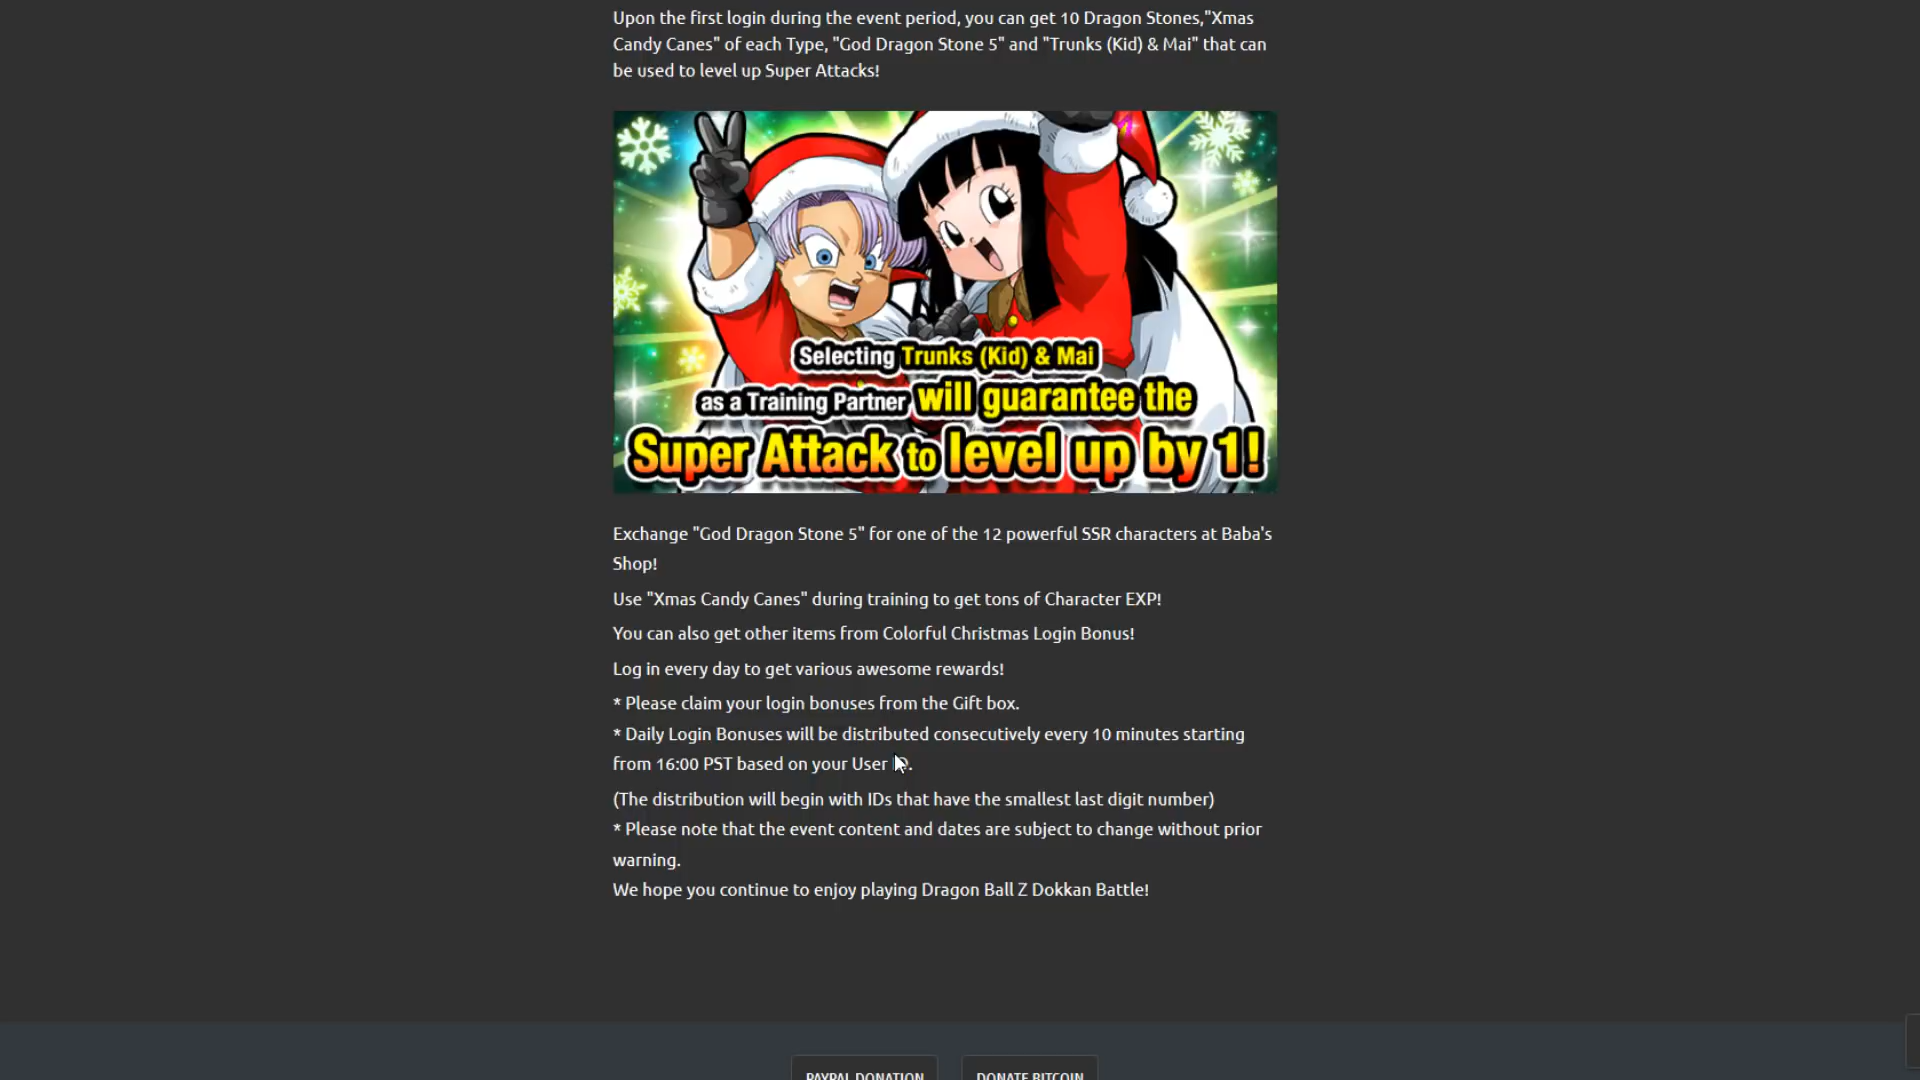 Upon the first login during the event period, you can get 10 Dragon Stones,"Xmas
Candy Canes" of each Type, "God Dragon Stone 5" and "Trunks (Kid) & Mai" that can
be used to level up Super Attacks!
Selecting Trunks (Kid) & Mai
as a Training Partner will guarantee the
Super Attack to level up by 1!
Exchange "God Dragon Stone 5" for one of the 12 powerful SSR characters at Baba's
Shop!
Use "Xmas Candy Canes" during training to get tons of Character EXP!
You can also get other items from Colorful Christmas Login Bonus!
Log in every day to get various awesome rewards!
* Please claim your login bonuses from the Gift box.
* Daily Login Bonuses will be distributed consecutively every 10 minutes starting
from 16:00 PST based on your User ID.
(The distribution will begin with IDs that have the smallest last digit number)
* Please note that the event content and dates are subject to change without prior
warning.
We hope you continue to enjoy playing Dragon Ball Z Dokkan Battle!
PAYPAL DONATION
DONATE BITCOIN